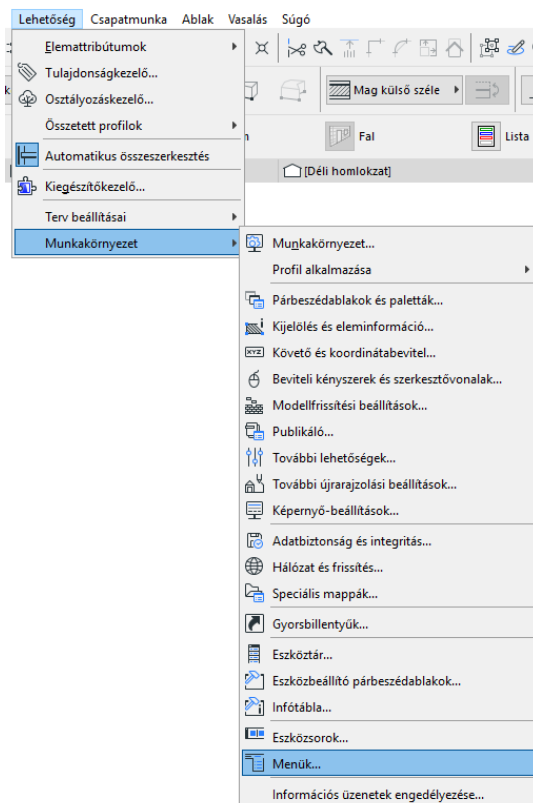 Lehetőség Csapatmunka Ablak Vasalás Súgó
Elemattribútumok
Tulajdonságkezelő...
Osztályozáskezelő...
Mag külső széle
Összetett profilok
Fal
Lista
Automatikus összeszerkesztés
[Déli homlokzat]
Kiegészítőkezelő...
Terv beállításai
Munkakörnyezet
Munkakörnyezet...
Profil alkalmazása
Párbeszédablakok és paletták...
Kijelölés és eleminformáció...
XYZ Követő és koordinátabevitel...
Beviteli kényszerek és szerkesztővonalak...
Modellfrissítési beállítások...
Publikáló...
További lehetőségek...
További újrarajzolási beállítások...
Képernyő-beállítások...
Adatbiztonság és integritás...
Hálózat és frissítés...
Speciális mappák...
Gyorsbillentyűk...
Eszköztár...
Eszközbeállító párbeszédablakok...
Infótábla...
Eszközsorok...
Menük...
Információs üzenetek engedélyezése...